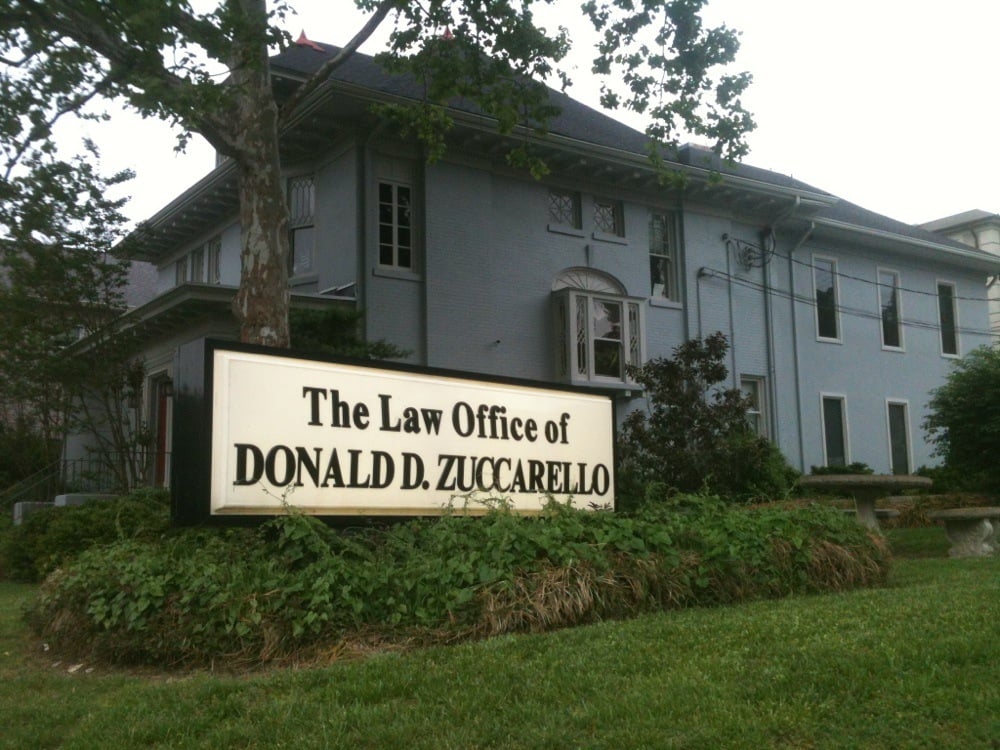 The Law Office of
DONALD D. ZUCCARELLO